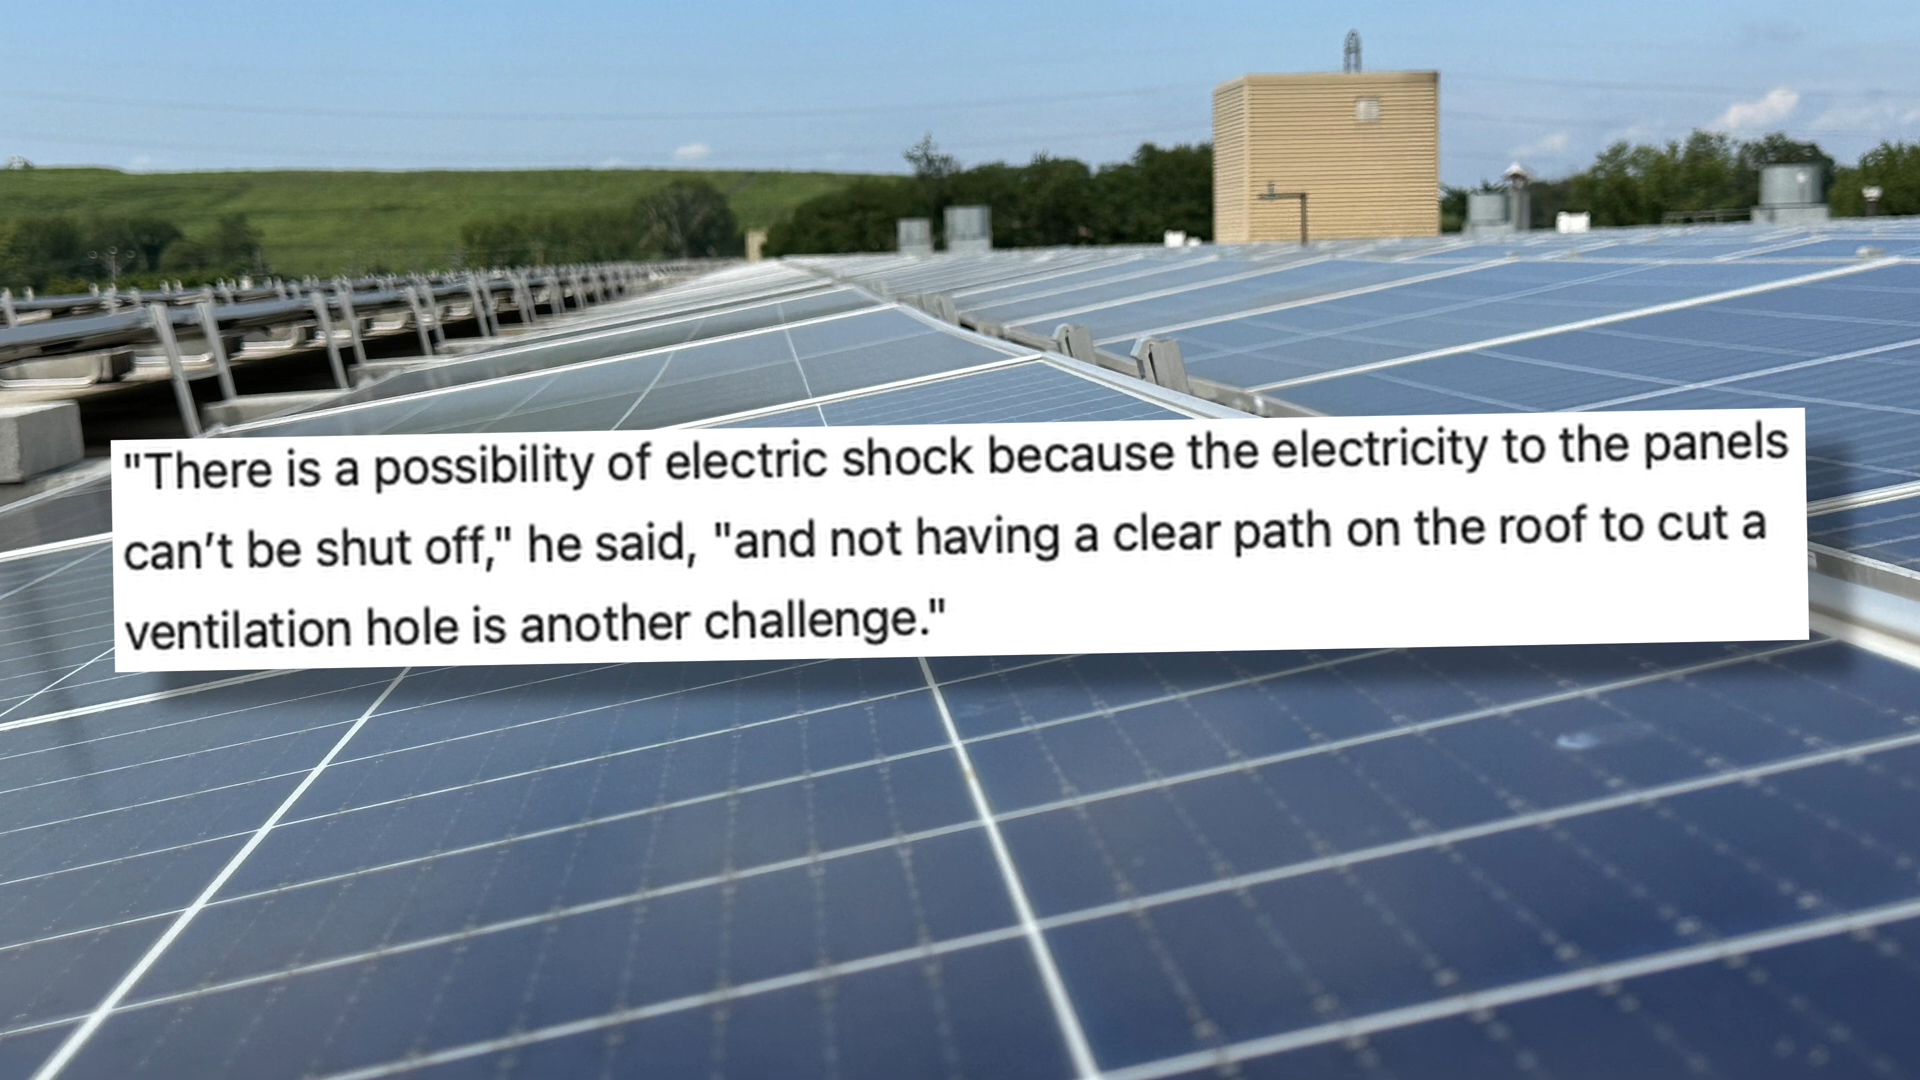 "There is a possibility of electric shock because the electricity to the panels
can’t be shut off," he said, "and not having a clear path on the roof to cut a
ventilation hole is another challenge."